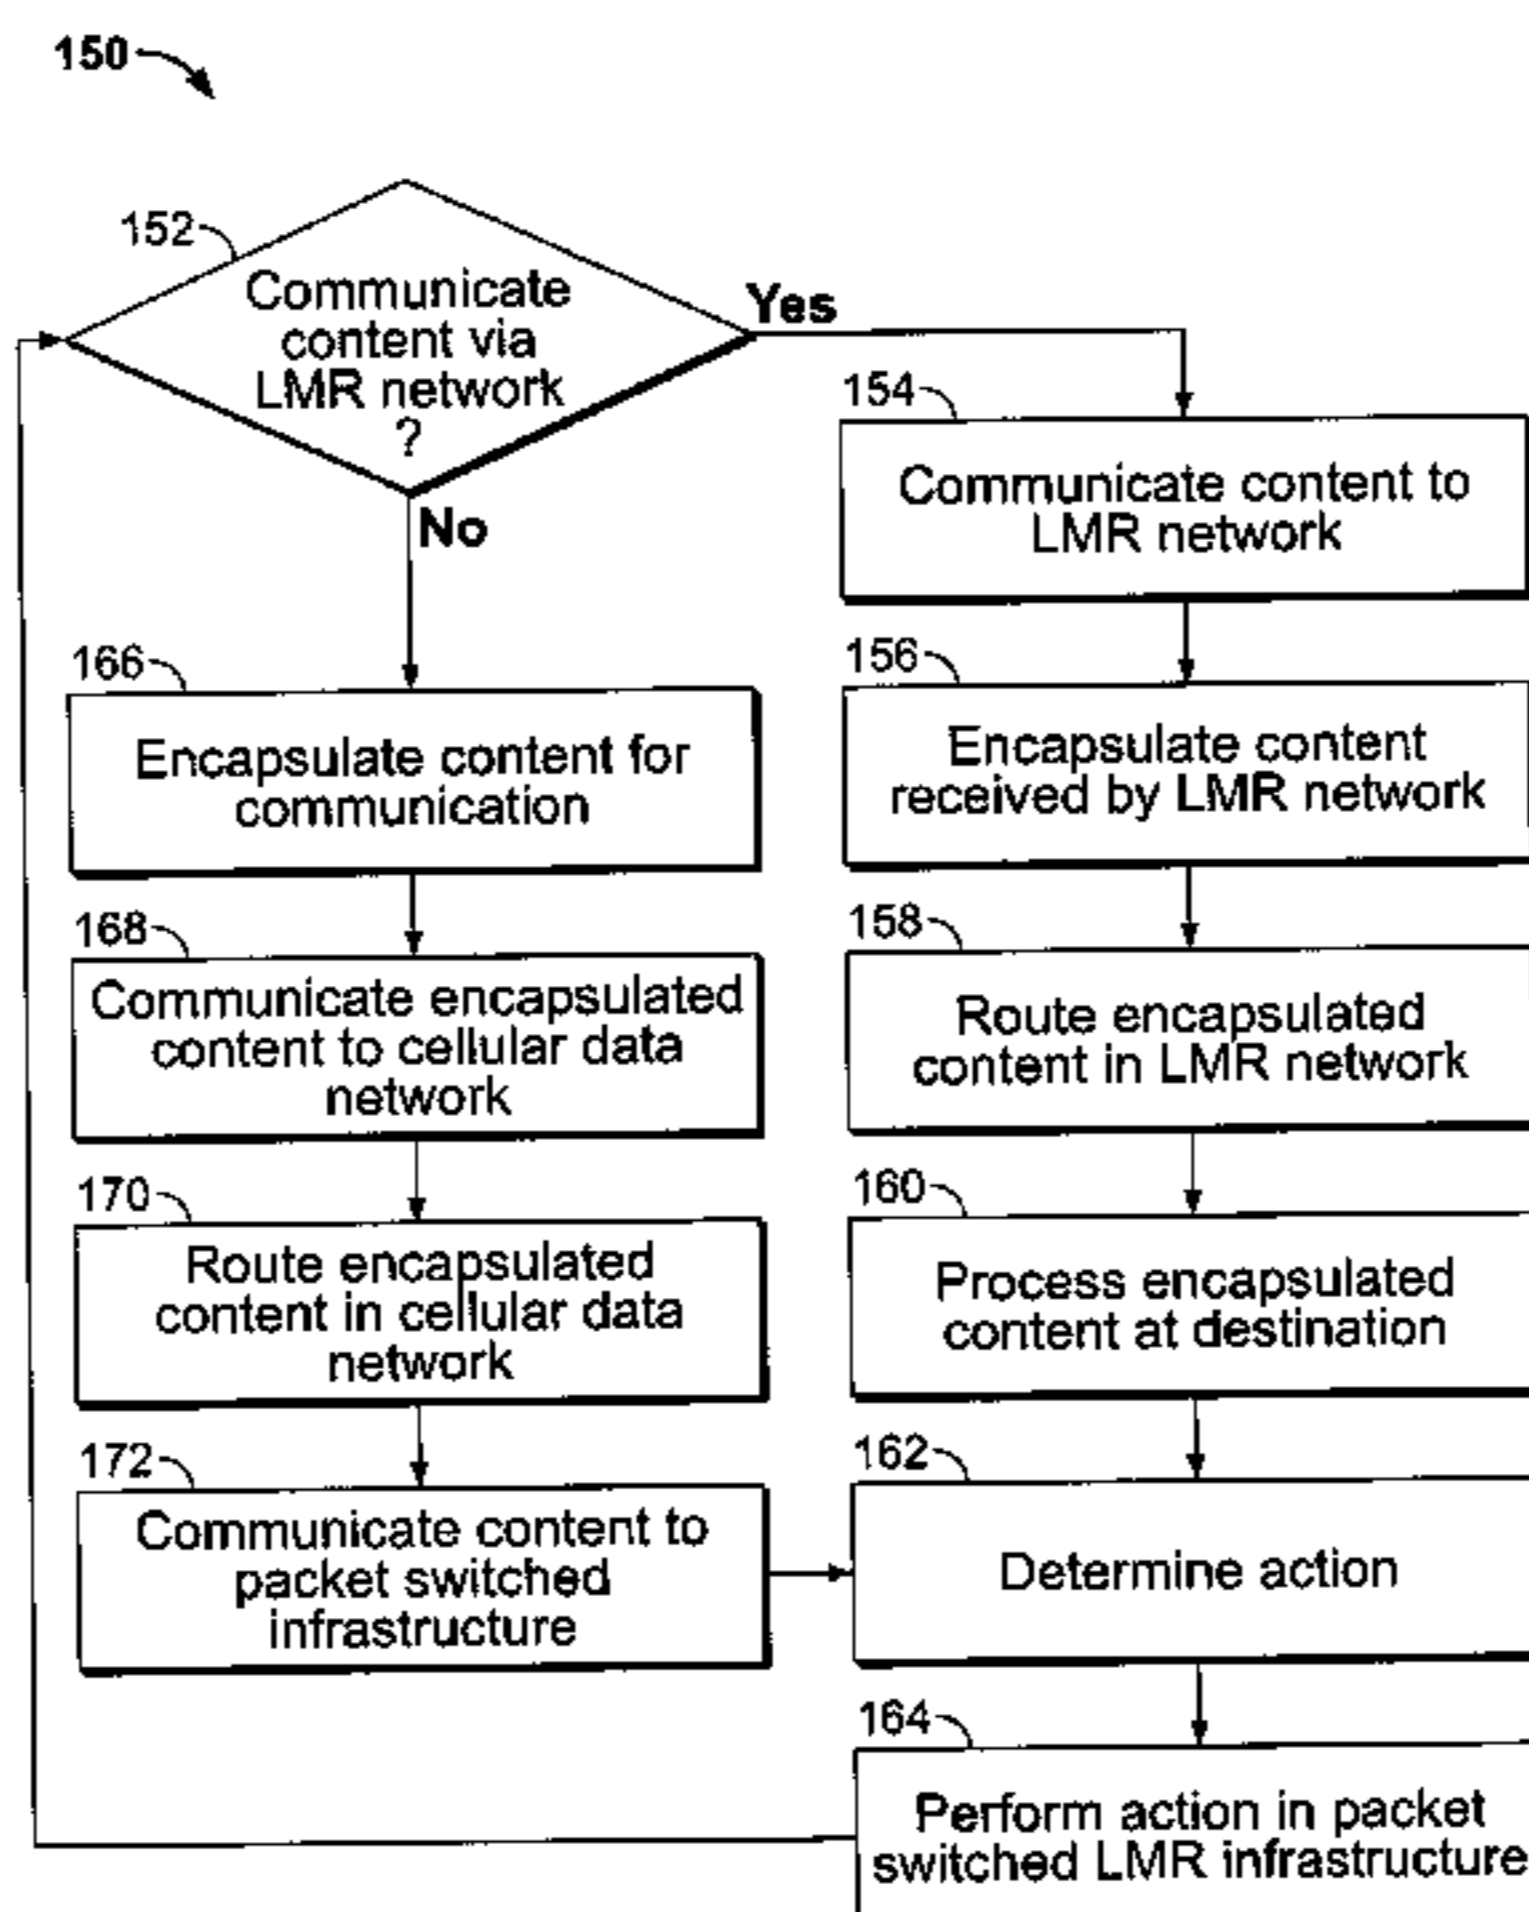 150
152
Communicate
content via
LMR network
?
Yes
No
154
Communicate content to
LMR network
166
Encapsulate content for
communication
156
Encapsulate content
received by LMR network
168
Communicate encapsulated
content to cellular data
network
158
Route encapsulated
content in LMR network
170
Route encapsulated
content in cellular data
network
160
Process encapsulated
content at destination
172
Communicate content to
packet switched
infrastructure
162
Determine action
164
Perform action in packet
switched LMR infrastructure